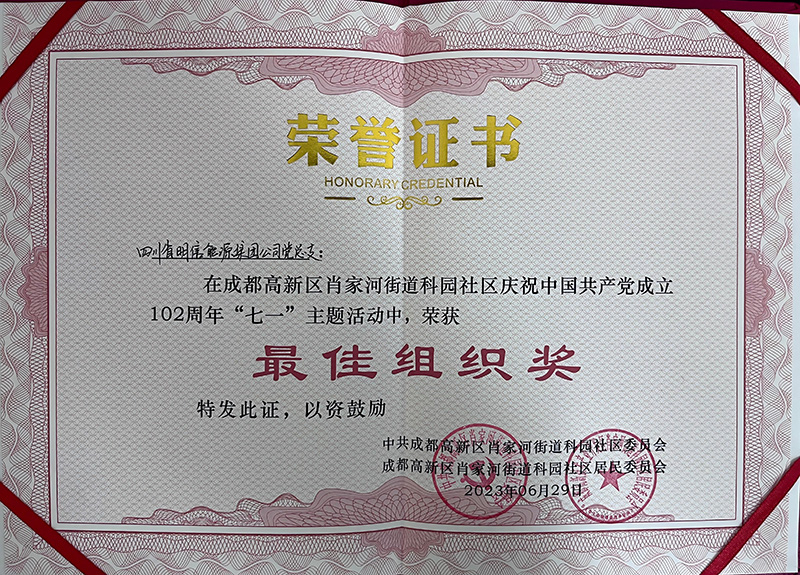 荣誉证书
HONORARY CREDENTIAL
四川省明信能源集团公司党总支：
在成都高新区肖家河街道科园社区庆祝中国共产党成立
102周年“七一”主题活动中，荣获
最佳组织奖
特发此证，以资鼓励
中共成都高新区肖家河街道科园社区委员会
成都高新区肖家河街道科园社区居民委员会
2023年06月29日